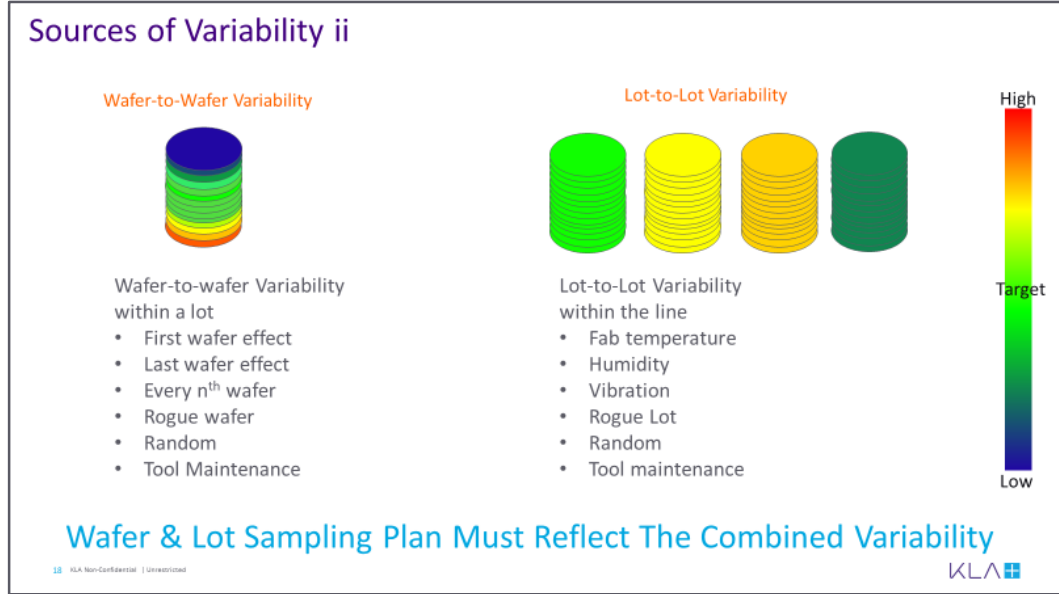 Sources of Variability ii
Wafer-to-Wafer Variability
Lot-to-Lot Variability
High
Wafer-to-wafer Variability
within a lot
• First wafer effect
• Last wafer effect
• Every nth wafer
• Rogue wafer
• Random
• Tool Maintenance
Lot-to-Lot Variability
within the line
• Fab temperature
• Humidity
• Vibration
• Rogue Lot
• Random
• Tool maintenance
Target
Low
Wafer & Lot Sampling Plan Must Reflect The Combined Variability
18 KLA Non-Confidential | Unrestricted
KLA